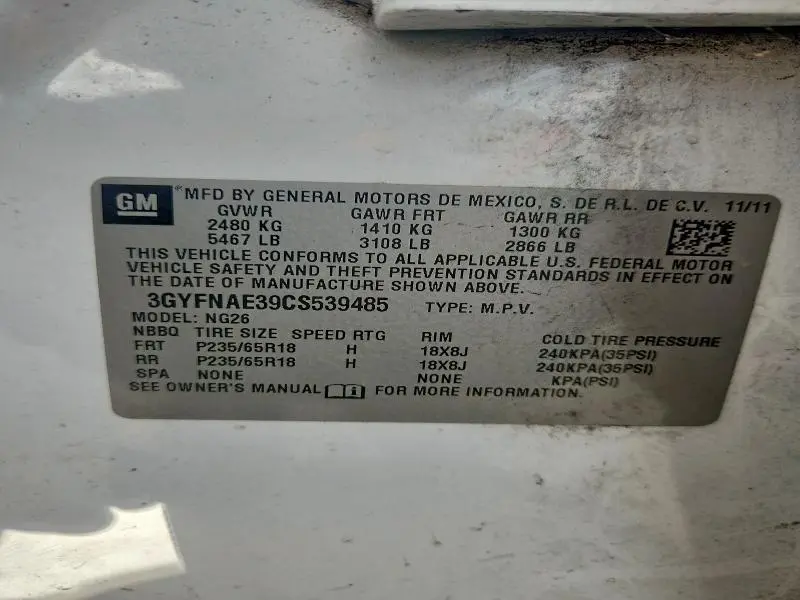 GM *MFD BY GENERAL MOTORS DE MEXICO, S. DE R.L. DE C.V. 11/11
GVWR GAWR FRT GAWR RR
2480 KG 1410 KG 1300 KG
5467 LB 3108 LB 2866 LB
THIS VEHICLE CONFORMS TO ALL APPLICABLE U.S. FEDERAL MOTOR
VEHICLE SAFETY AND THEFT PREVENTION STANDARDS IN EFFECT ON
THE DATE OF MANUFACTURE SHOWN ABOVE.
3GYFNAE39CS539485 TYPE: M.P.V.
MODEL: NG26
NBBQ TIRE SIZE SPEED RTG RIM COLD TIRE PRESSURE
FRT P235/65R18 H 18X8J 240KPA(35PSI)
RR P235/65R18 H 18X8J 240KPA(35PSI)
SPA NONE NONE KPA(PSI)
SEE OWNER'S MANUAL FOR MORE INFORMATION.